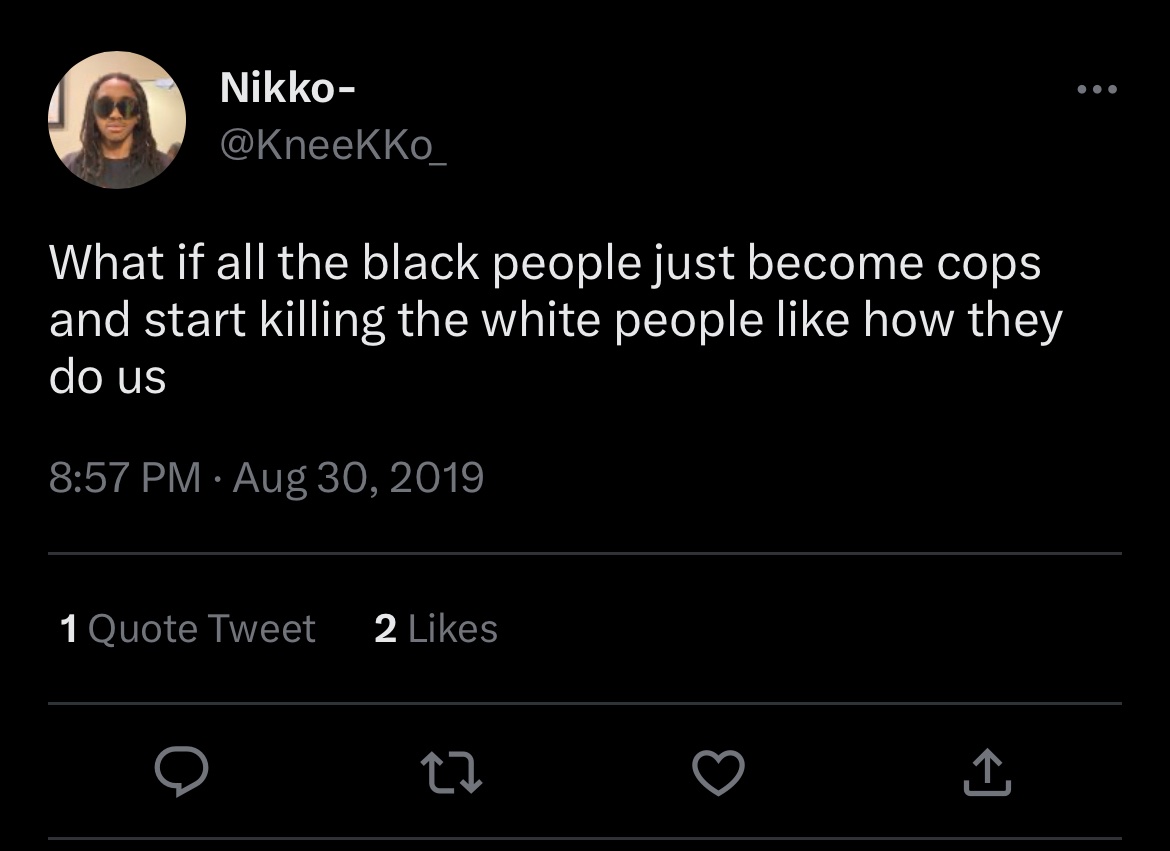 Nikko-
@KneeKKo_
What if all the black people just become cops
and start killing the white people like how they
do us
8:57 PM · Aug 30, 2019
1 Quote Tweet 2 Likes